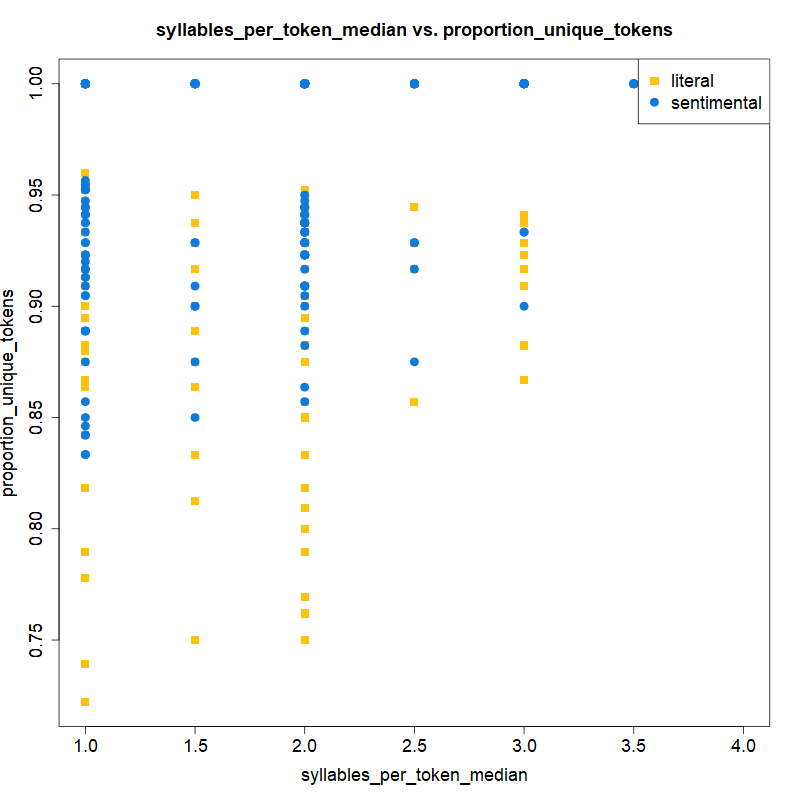 syllables_per_token_median vs. proportion_unique_tokens
literal
sentimental
proportion_unique_tokens
1.00
0.95
0.90
0.85
0.80
0.75
1.0 1.5 2.0 2.5 3.0 3.5 4.0
syllables_per_token_median